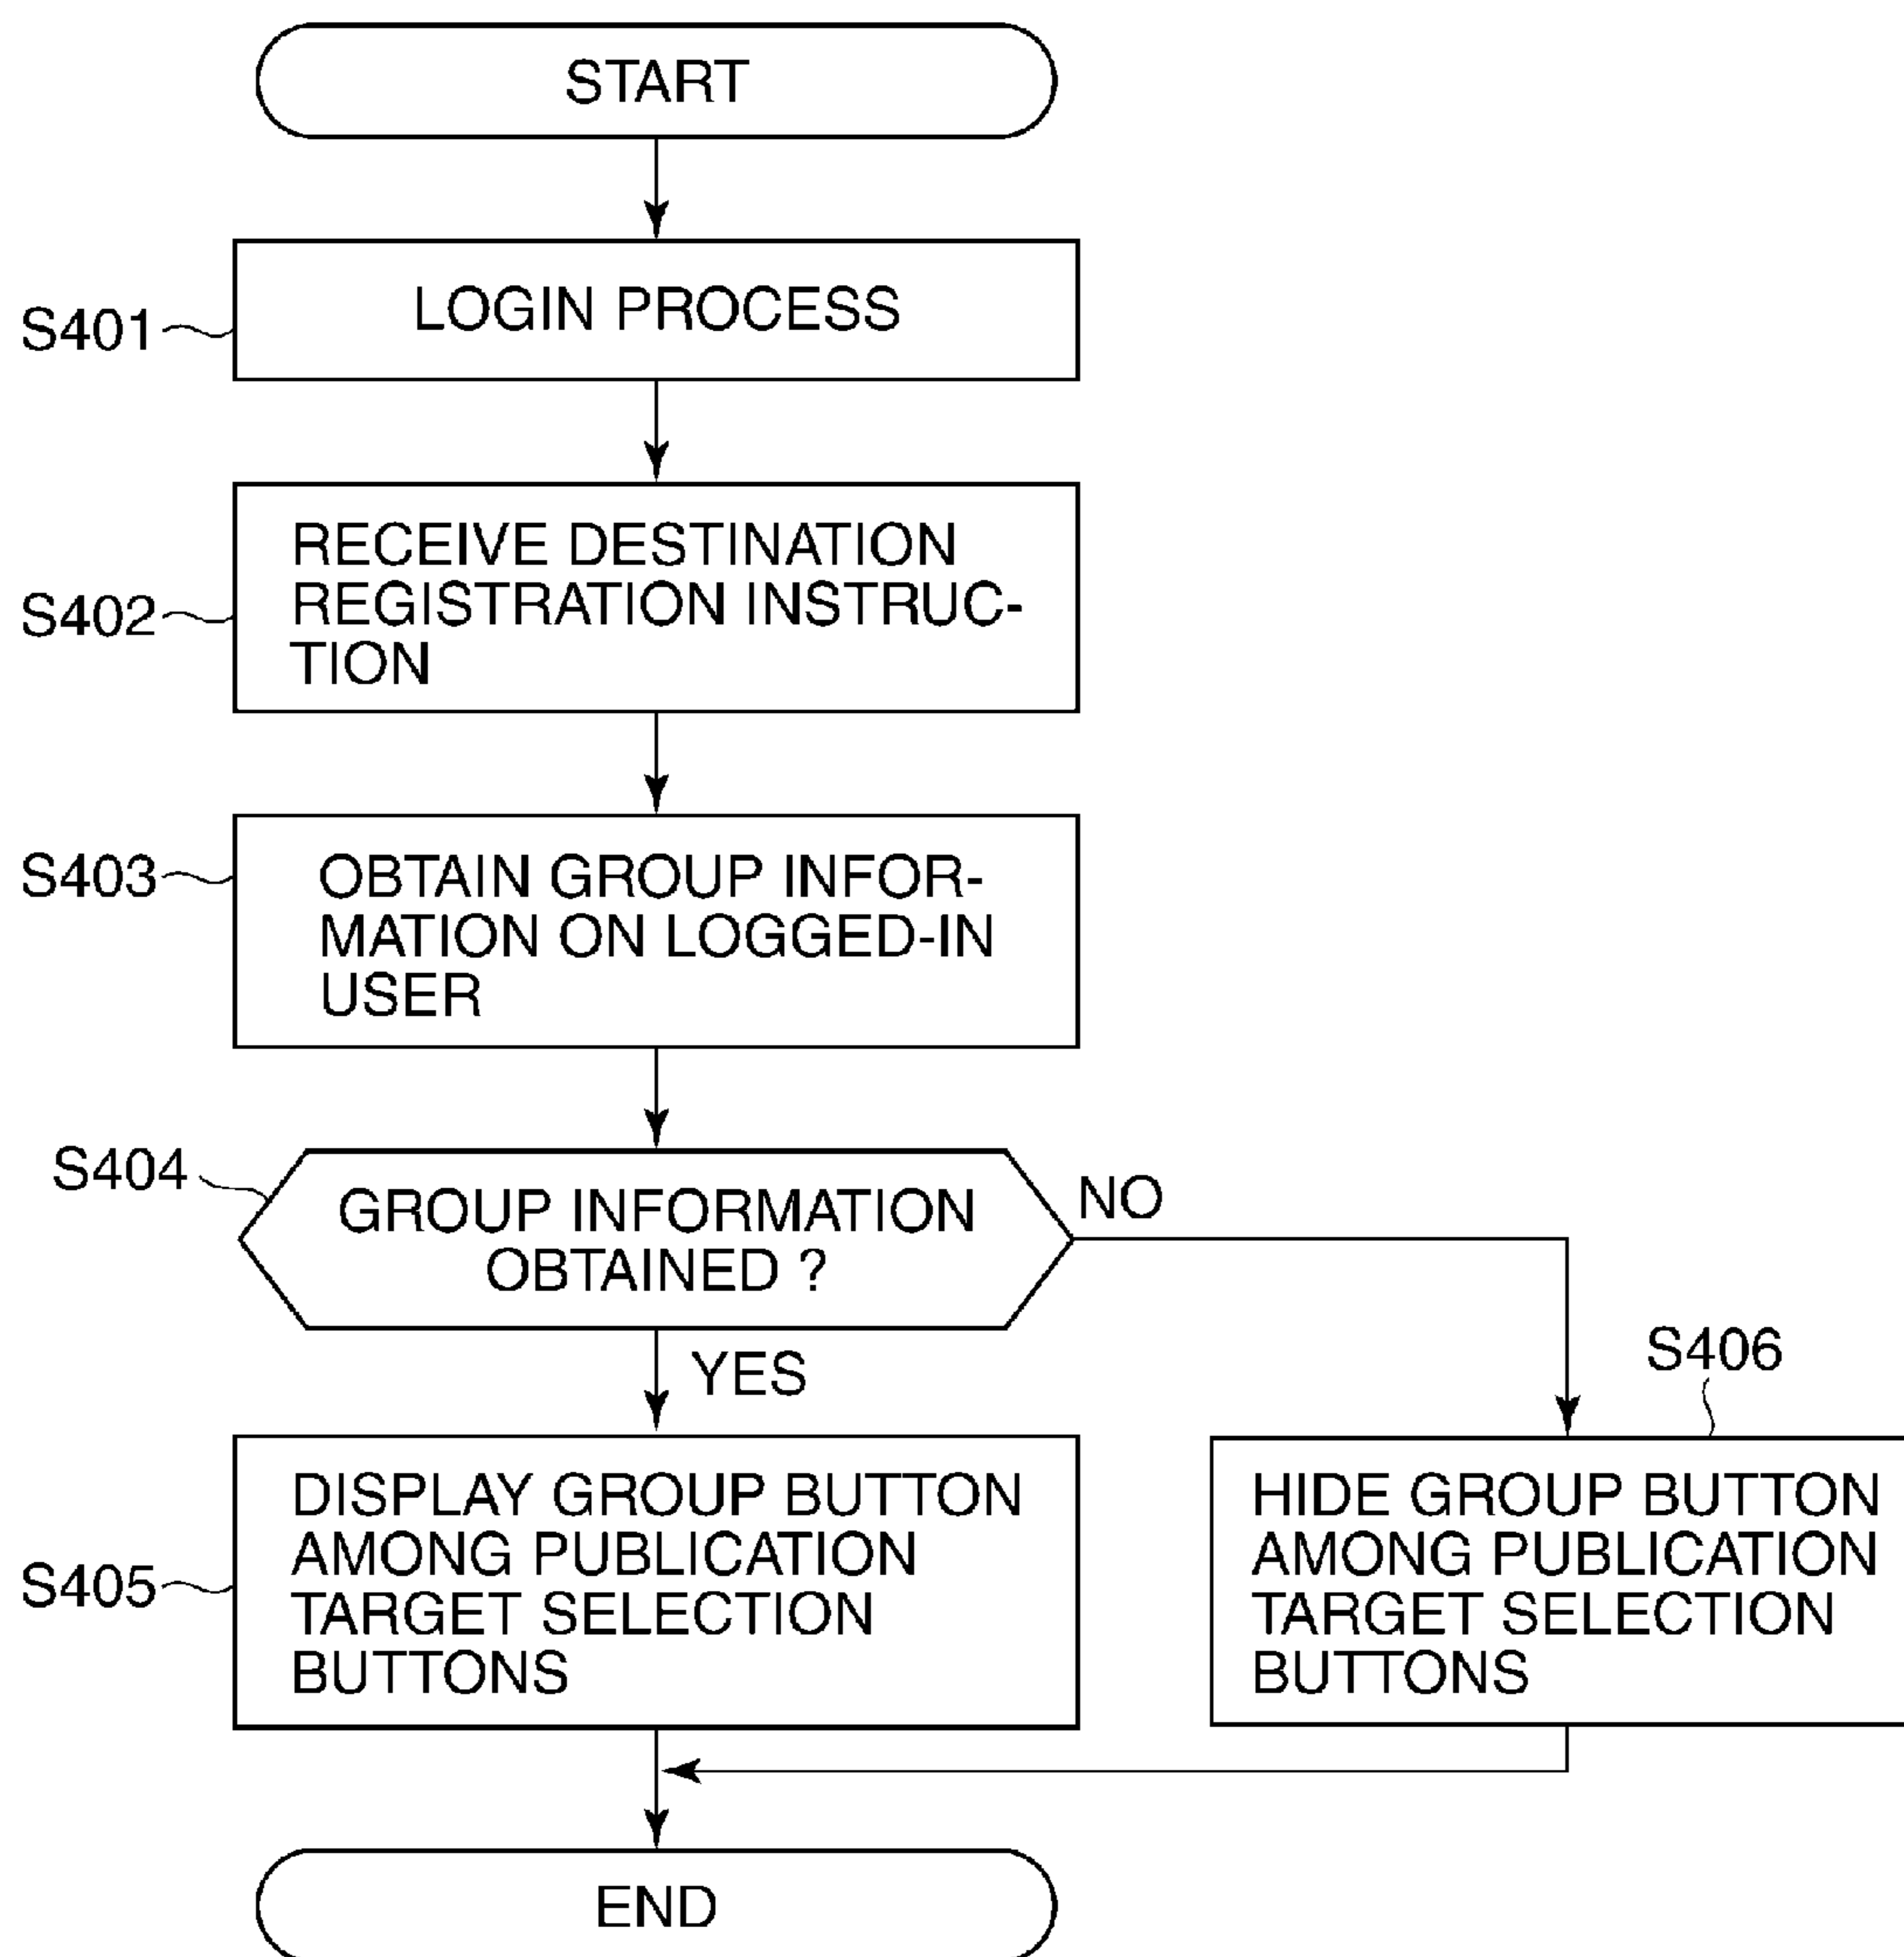 START
S401
LOGIN PROCESS
S402
RECEIVE DESTINATION
REGISTRATION INSTRUC-
TION
S403
OBTAIN GROUP INFOR-
MATION ON LOGGED-IN
USER
S404
GROUP INFORMATION
OBTAINED ?
NO
YES
S405
DISPLAY GROUP BUTTON
AMONG PUBLICATION
TARGET SELECTION
BUTTONS
S406
HIDE GROUP BUTTON
AMONG PUBLICATION
TARGET SELECTION
BUTTONS
END